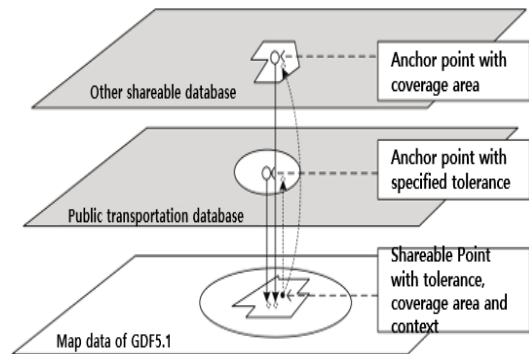 Anchor point with
coverage area
Other shareable database
Anchor point with
specified tolerance
Public transportation database
Shareable Point
with tolerance,
coverage area and
context
Map data of GDF5.1